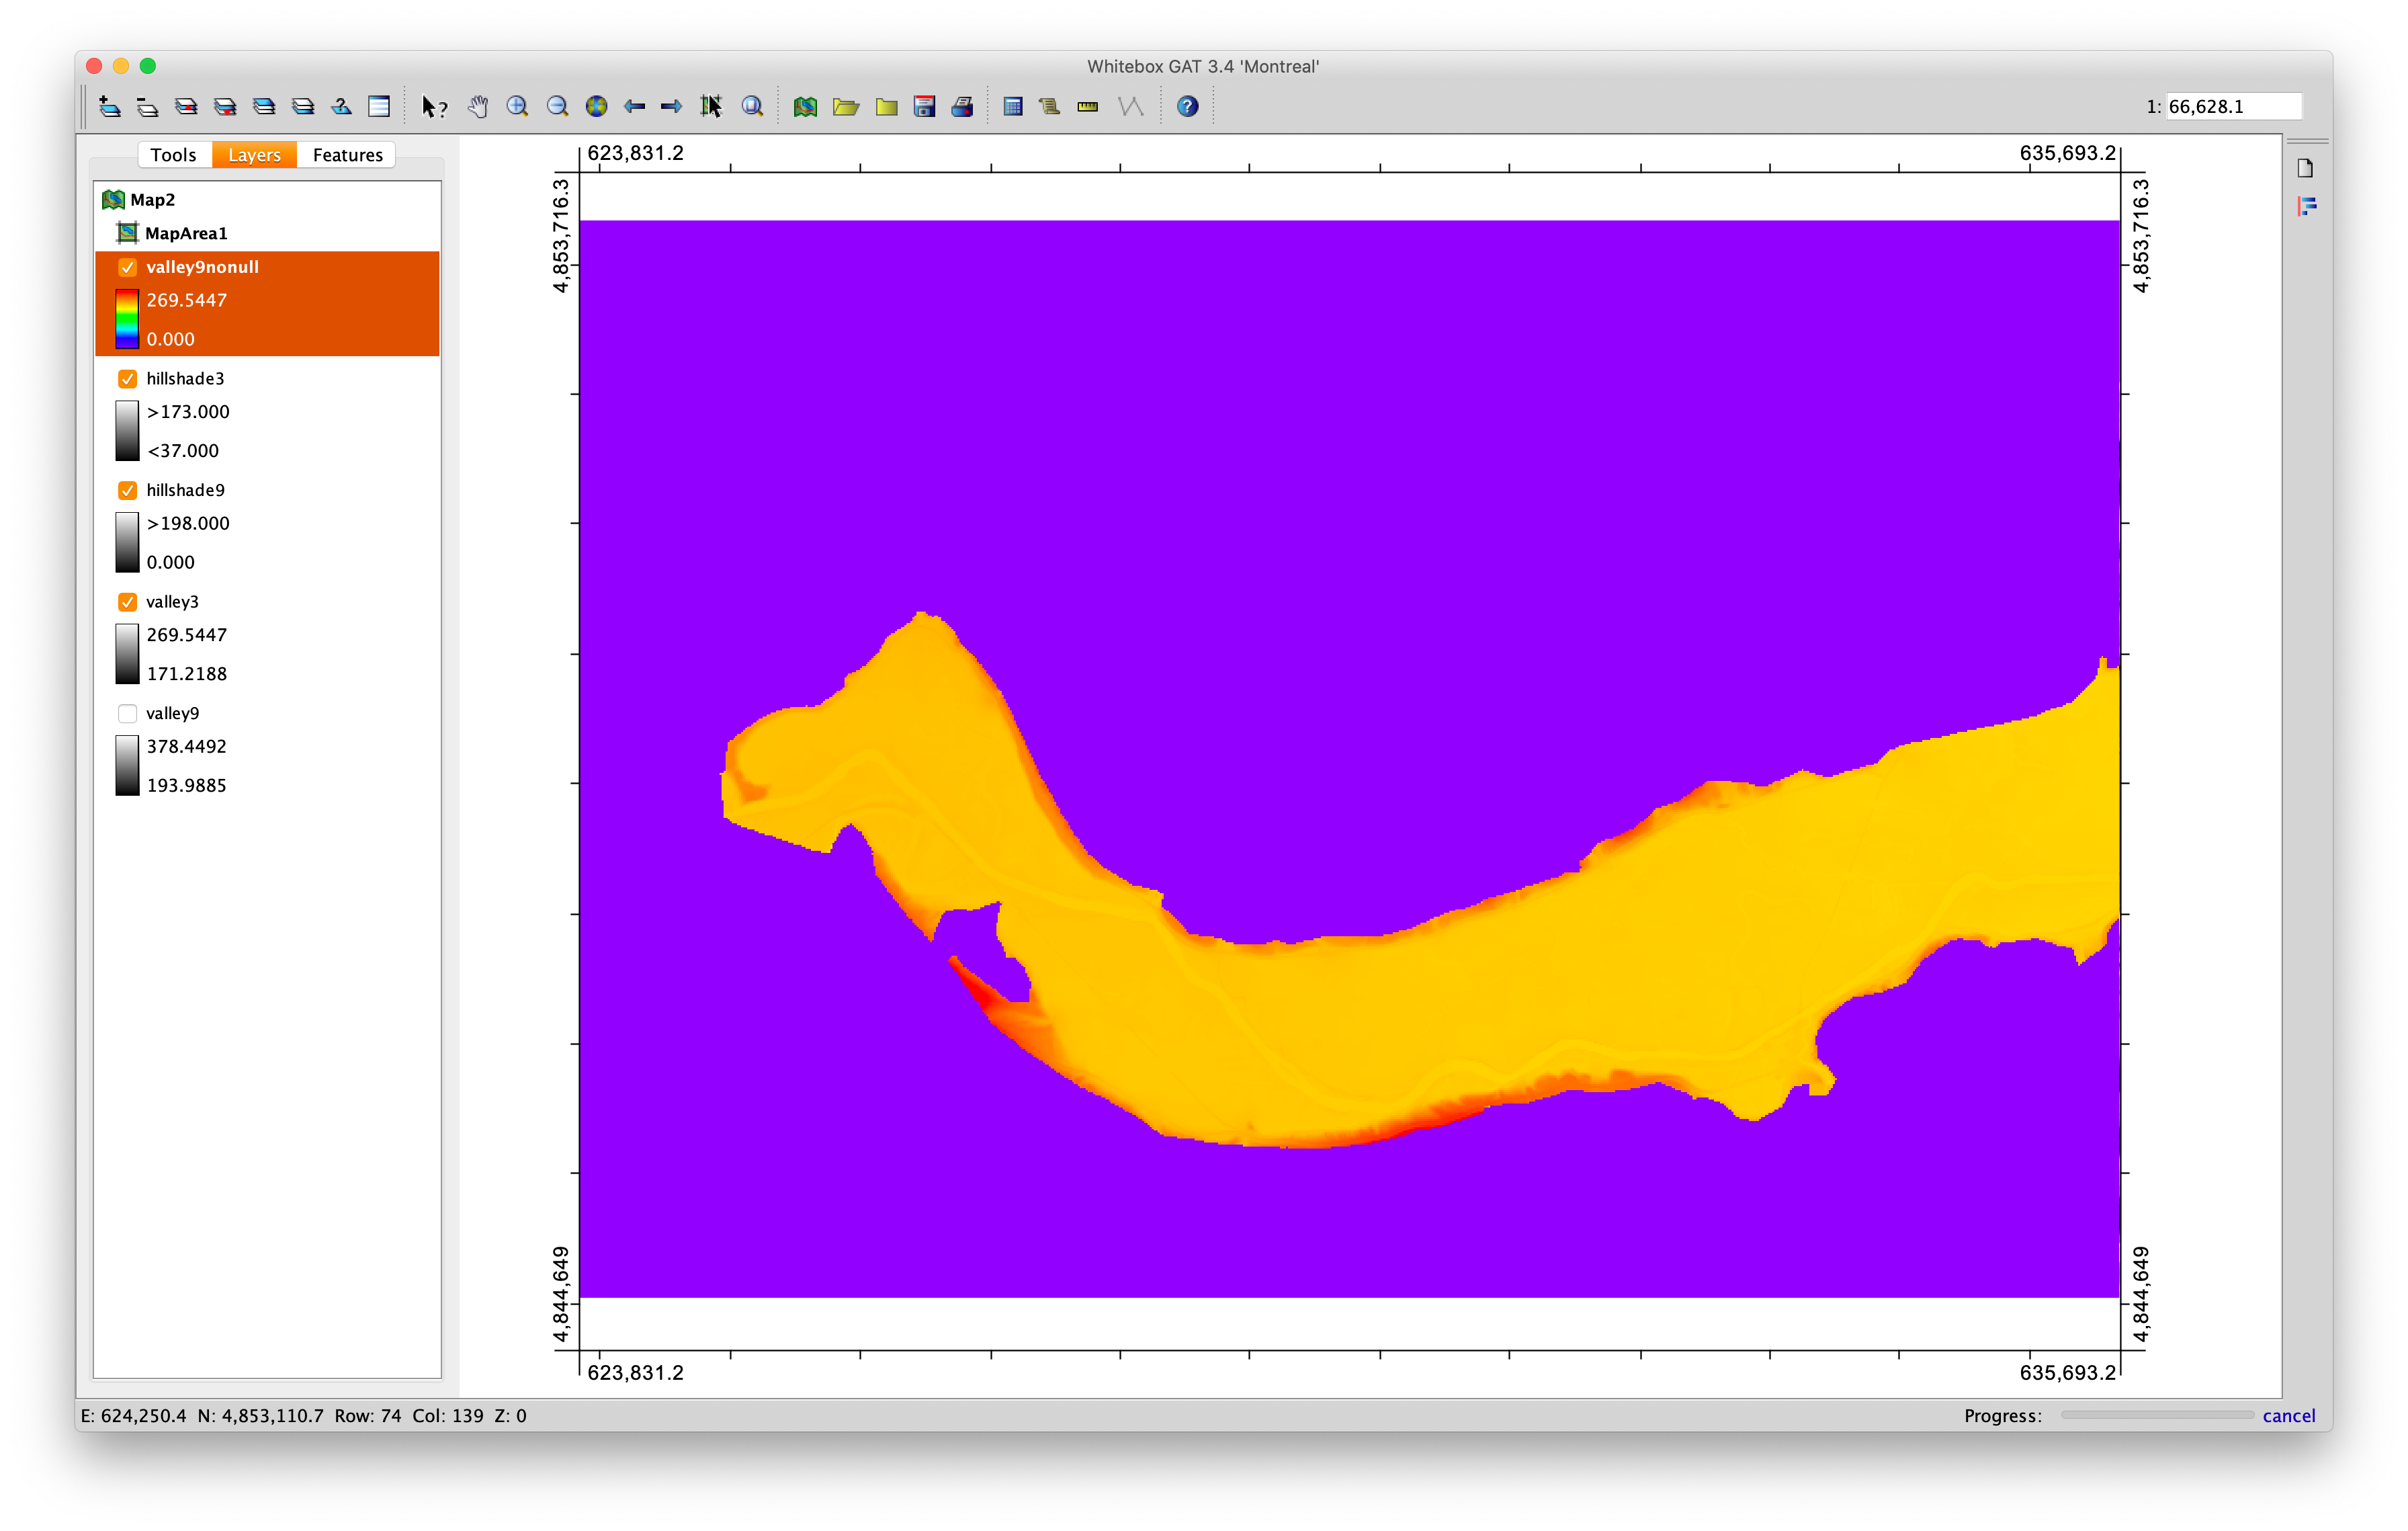 Whitebox GAT 3.4 'Montreal'
1: 66,628.1
Tools Layers Features
Map2
MapArea1
valley9nonull
269.5447
0.000
hillshade3
>173.000
<37.000
hillshade9
>198.000
0.000
valley3
269.5447
171.2188
valley9
378.4492
193.9885
623,831.2 635,693.2
4,853,716.3 4,853,716.3
4,844,649 4,844,649
623,831.2 635,693.2
E: 624,250.4 N: 4,853,110.7 Row: 74 Col: 139 Z: 0
Progress: cancel